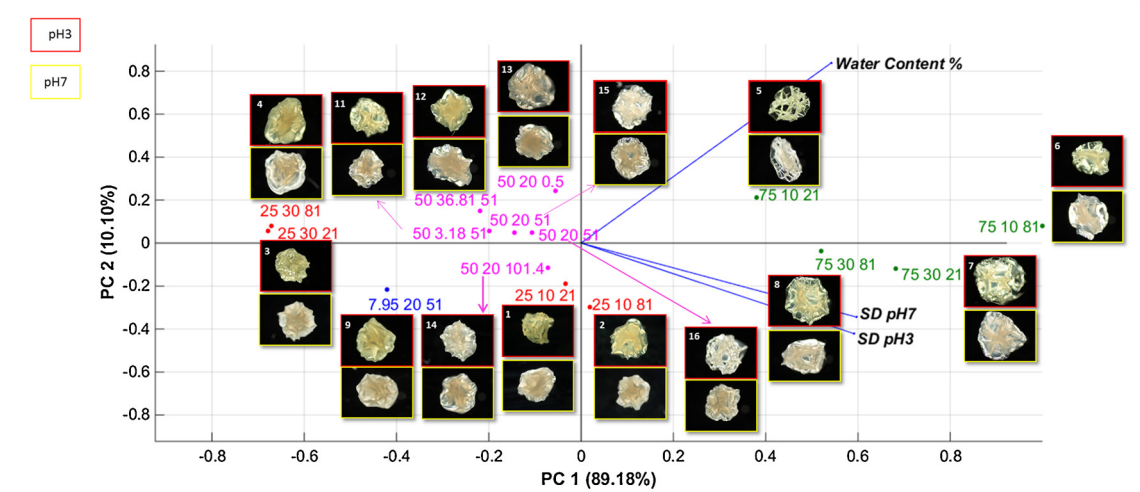 pH3
pH7
PC 2 (10.10%)
0.8
0.6
0.4
0.2
0
-0.2
-0.4
-0.6
-0.8
-0.8
-0.6
-0.4
-0.2
0
0.2
0.4
0.6
0.8
PC 1 (89.18%)
Water Content %
SD pH7
SD pH3
4
11
12
13
15
5
6
3
9
14
1
2
16
8
7
25 30 81
25 30 21
50 36.81 51
50 20 0.5
50 3.18 51
50 20 51
50 20 51
50 20 101.4
7.95 20 51
25 10 21
25 10 81
75 10 21
75 10 81
75 30 81
75 30 21